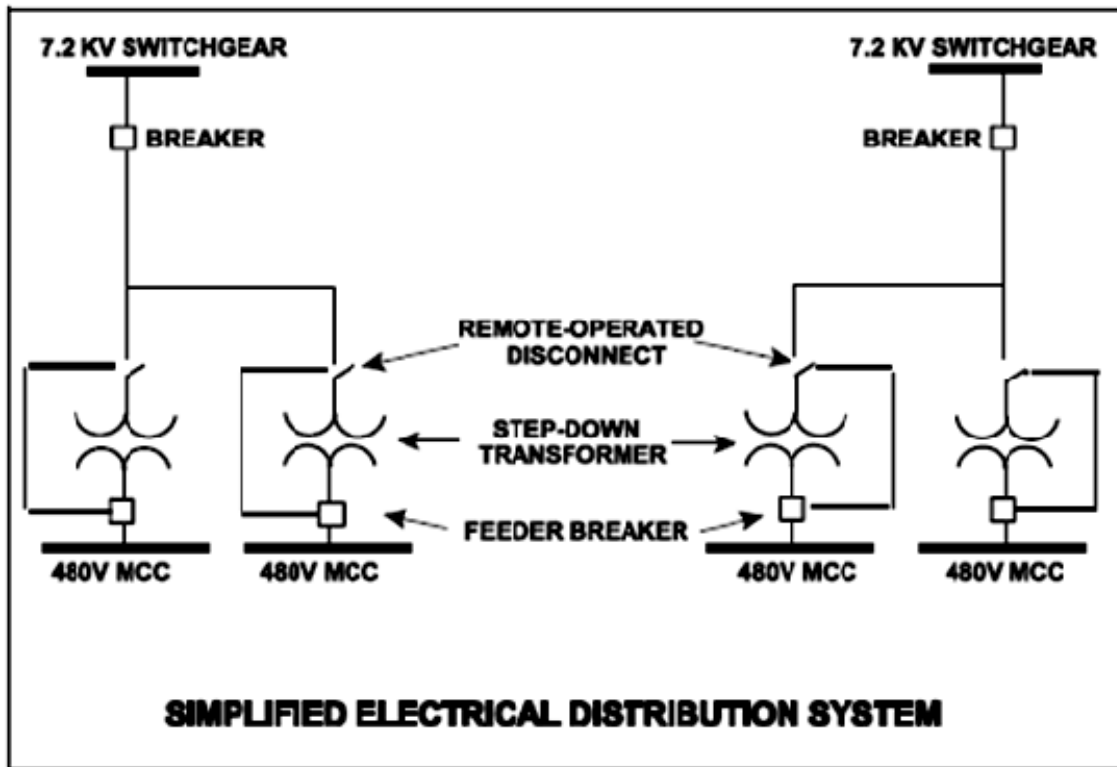 7.2 KV SWITCHGEAR
7.2 KV SWITCHGEAR
BREAKER
BREAKER
REMOTE-OPERATED
DISCONNECT
STEP-DOWN
TRANSFORMER
FEEDER BREAKER
480V MCC
480V MCC
480V MCC
480V MCC
SIMPLIFIED ELECTRICAL DISTRIBUTION SYSTEM